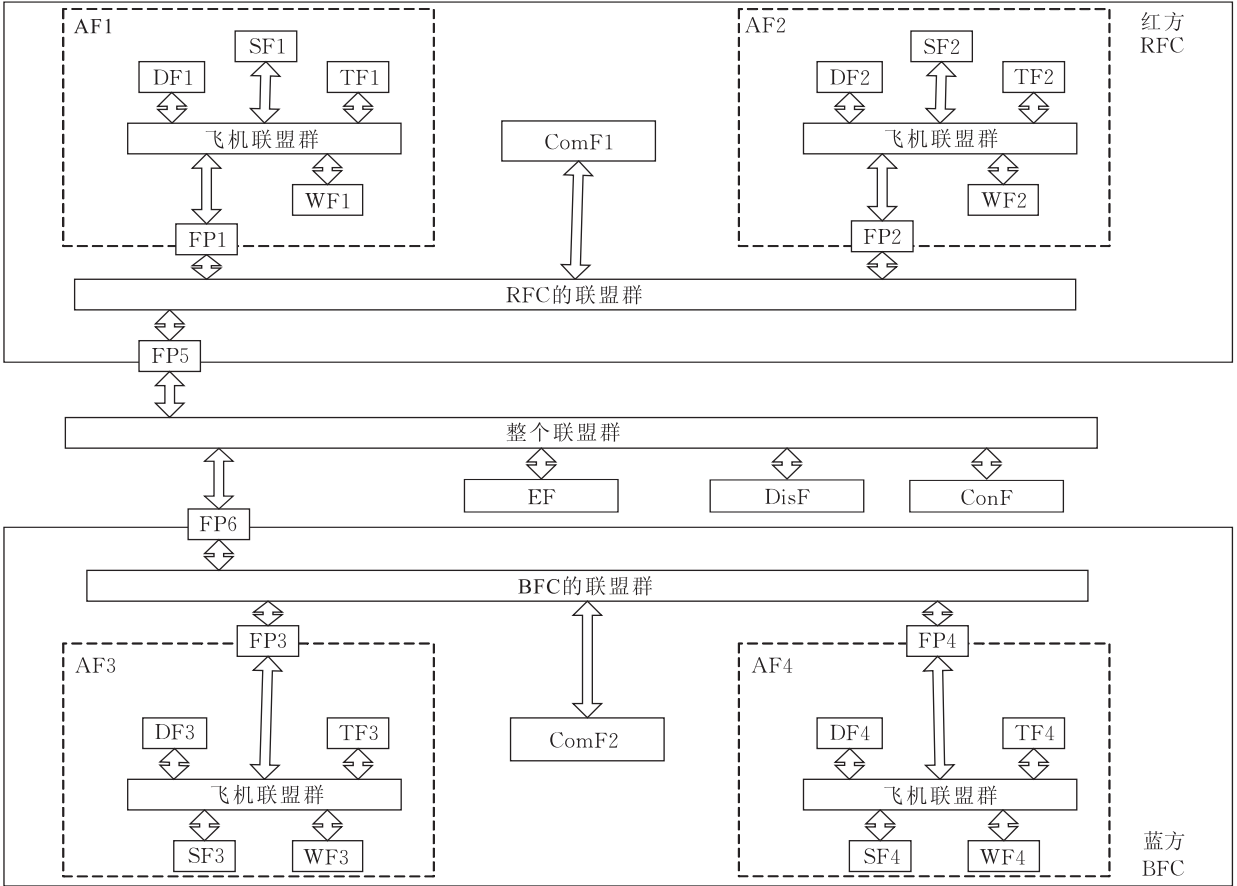 AF1
SF1
DF1
TF1
飞机联盟群
WF1
FP1
ComF1
AF2
SF2
DF2
TF2
飞机联盟群
WF2
FP2
红方
RFC
RFC的联盟群
FP5
整个联盟群
EF
DisF
ConF
FP6
BFC的联盟群
FP3
AF3
DF3
TF3
飞机联盟群
SF3
WF3
ComF2
FP4
AF4
DF4
TF4
飞机联盟群
SF4
WF4
蓝方
BFC